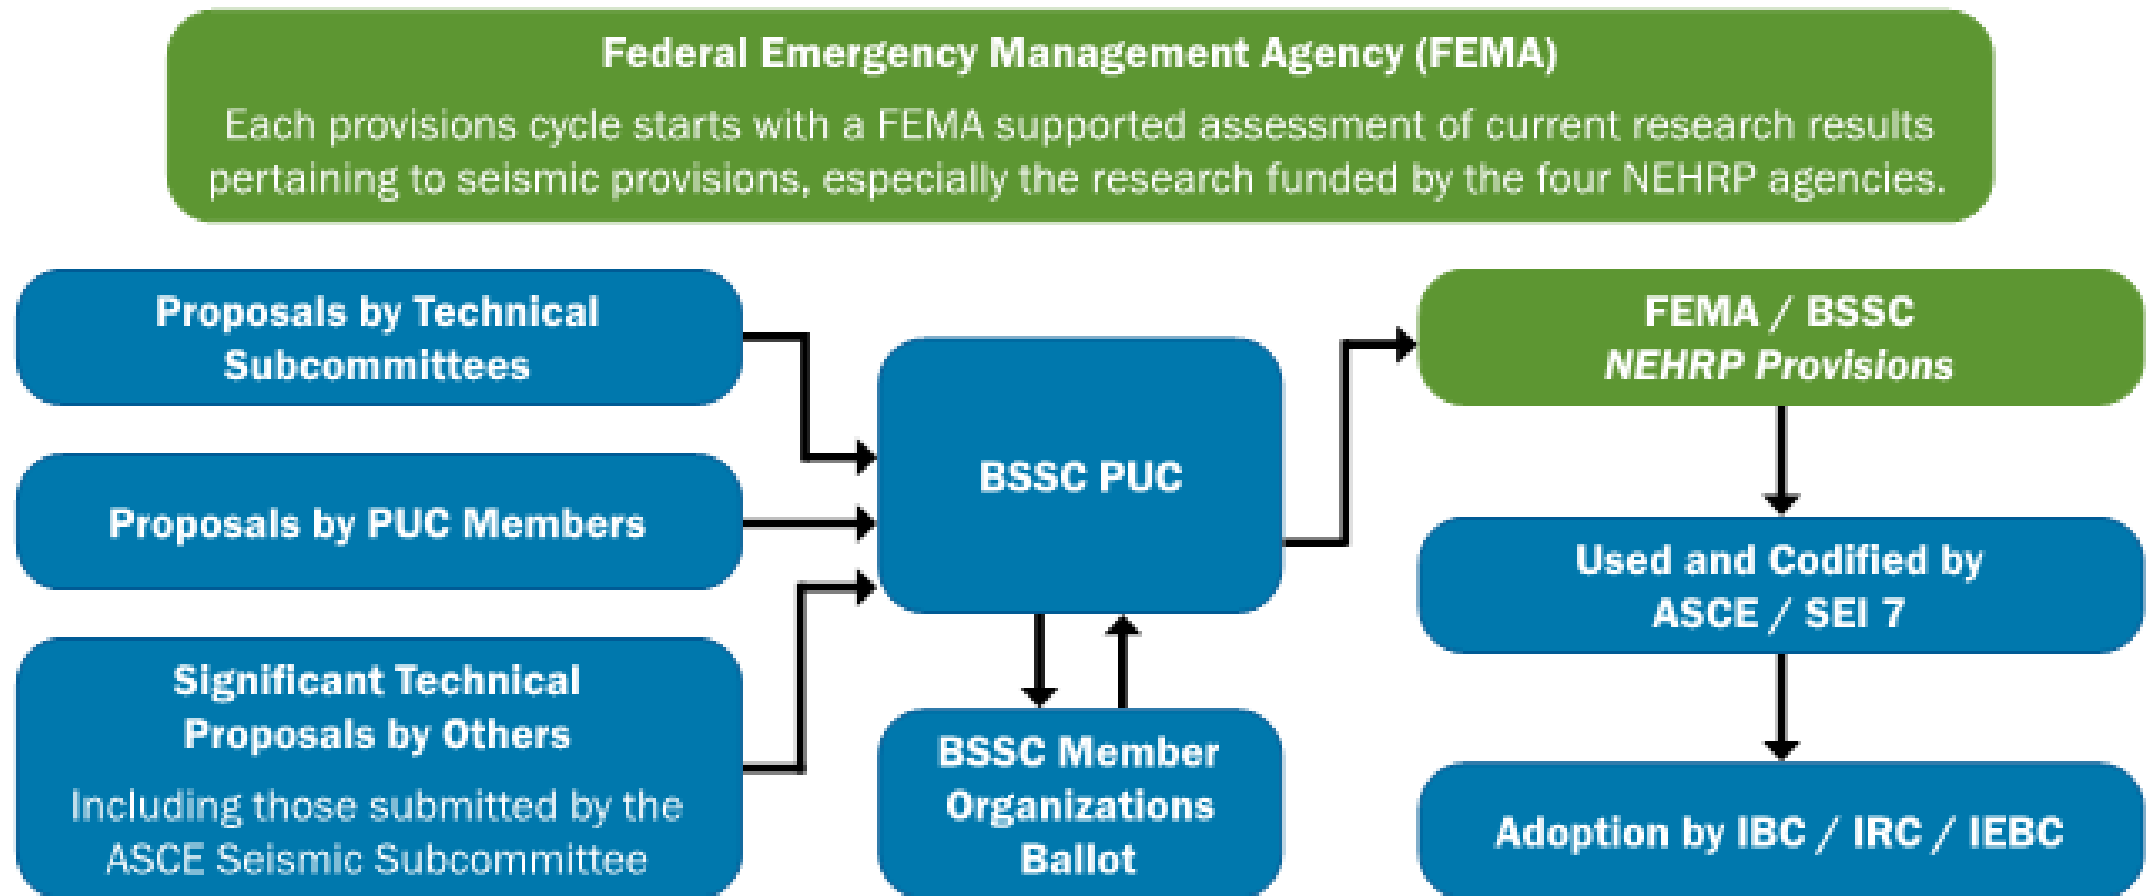 Federal Emergency Management Agency (FEMA)
Each provisions cycle starts with a FEMA supported assessment of current research results
pertaining to seismic provisions, especially the research funded by the four NEHRP agencies.
Proposals by Technical
Subcommittees
Proposals by PUC Members
Significant Technical
Proposals by Others
Including those submitted by the
ASCE Seismic Subcommittee
BSSC PUC
BSSC Member
Organizations
Ballot
FEMA / BSSC
NEHRP Provisions
Used and Codified by
ASCE / SEI 7
Adoption by IBC / IRC / IEBC